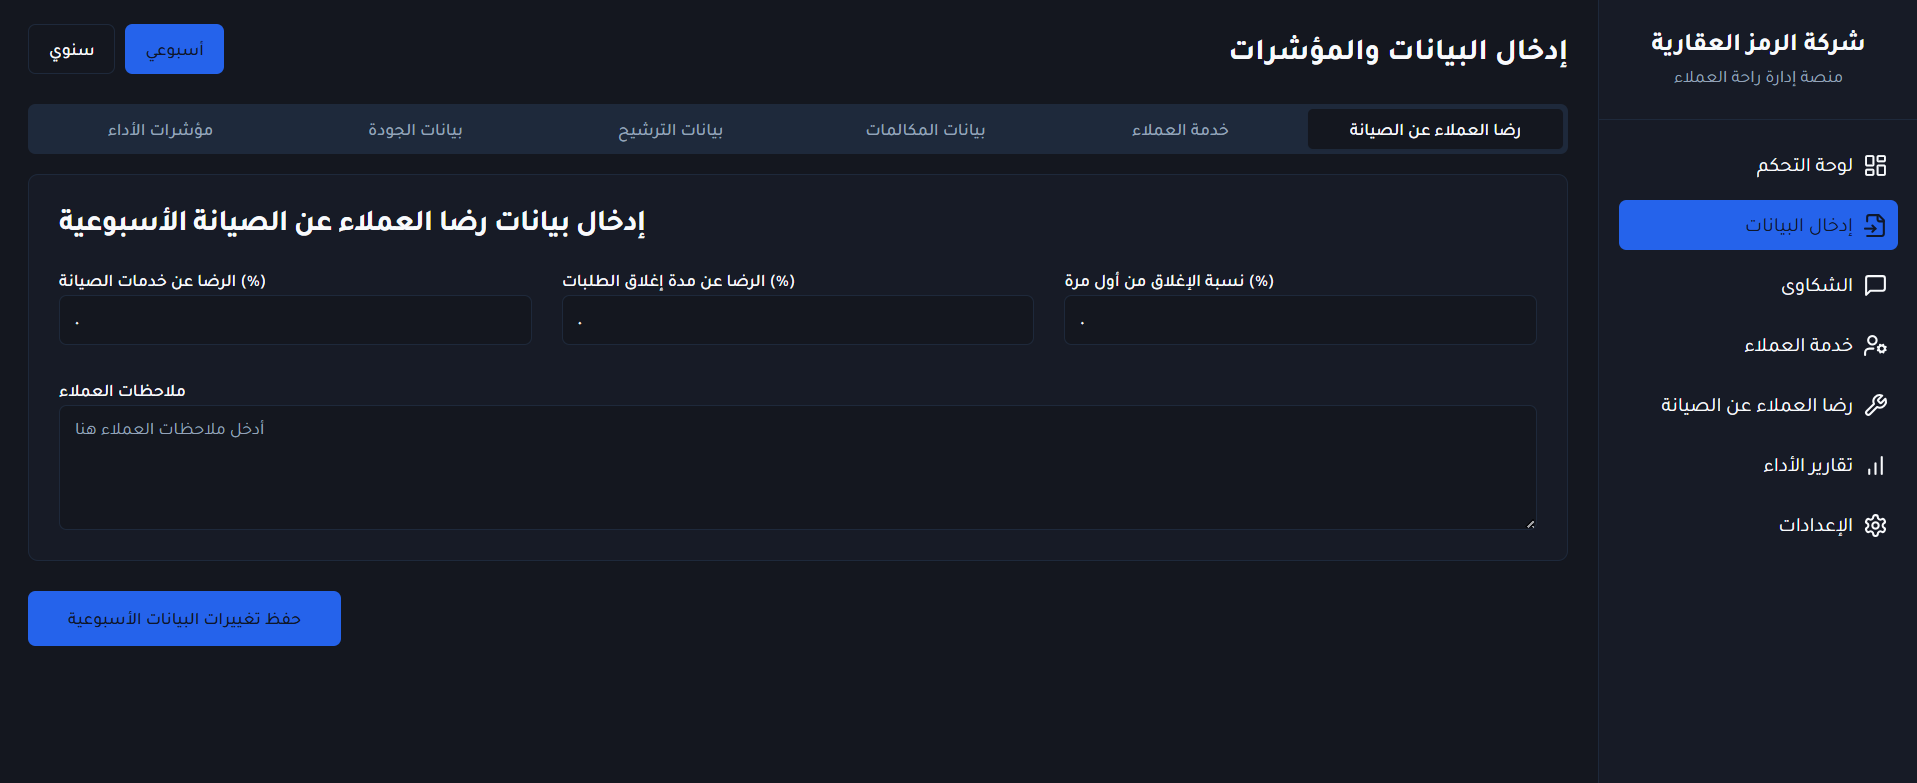 شركة الرمز العقارية
منصة إدارة راحة العملاء
لوحة التحكم
إدخال البيانات
الشكاوى
خدمة العملاء
رضا العملاء عن الصيانة
تقارير الأداء
الإعدادات
إدخال البيانات والمؤشرات
أسبوعي
سنوي
رضا العملاء عن الصيانة
خدمة العملاء
بيانات المكالمات
بيانات الترشيح
بيانات الجودة
مؤشرات الأداء
إدخال بيانات رضا العملاء عن الصيانة الأسبوعية
(%) نسبة الإغلاق من أول مرة
٠
(%) الرضا عن مدة إغلاق الطلبات
٠
(%) الرضا عن خدمات الصيانة
٠
ملاحظات العملاء
أدخل ملاحظات العملاء هنا
حفظ تغييرات البيانات الأسبوعية